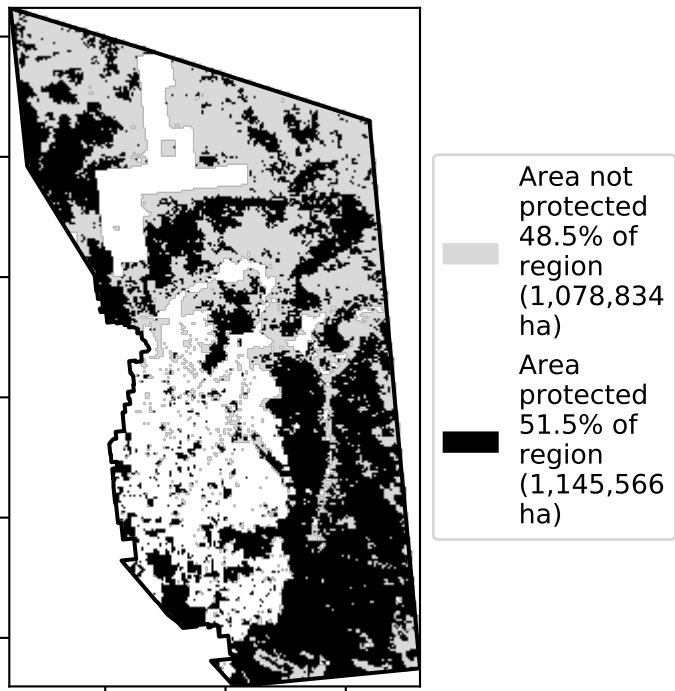 Area not
protected
48.5% of
region
(1,078,834
ha)
Area
protected
51.5% of
region
(1,145,566
ha)